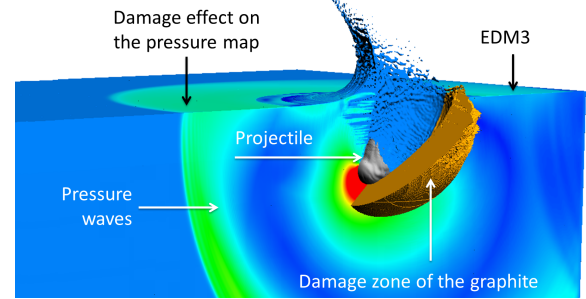 Damage effect on
the pressure map
EDM3
Projectile
Pressure
waves
Damage zone of the graphite